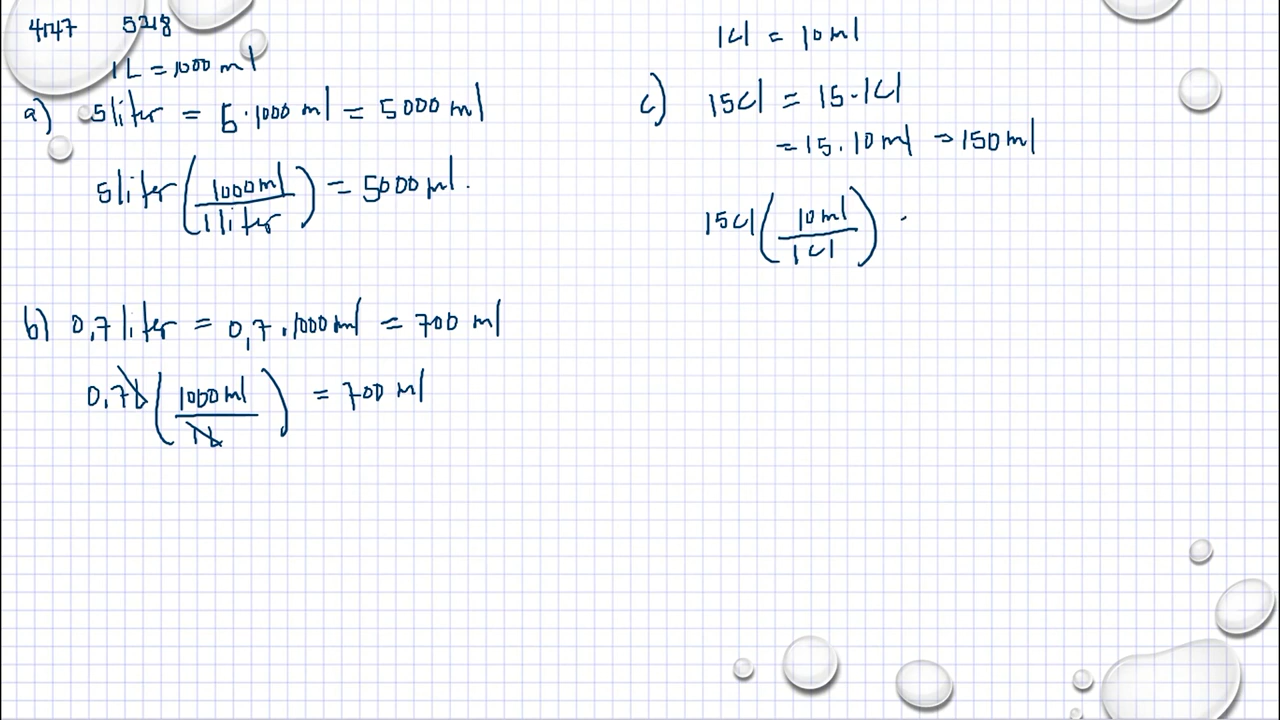 4147 5218
1L = 1000 ml
a) 5 liter = 5 · 1000 ml = 5000 ml
5 liter (1000 ml / 1 liter) = 5000 ml.
b) 0,7 liter = 0,7 · 1000 ml = 700 ml
0,7L (1000 ml / 1L) = 700 ml
1cl = 10 ml
c) 15cl = 15 · 1cl
= 15 · 10 ml => 150 ml
15cl (10 ml / 1cl)